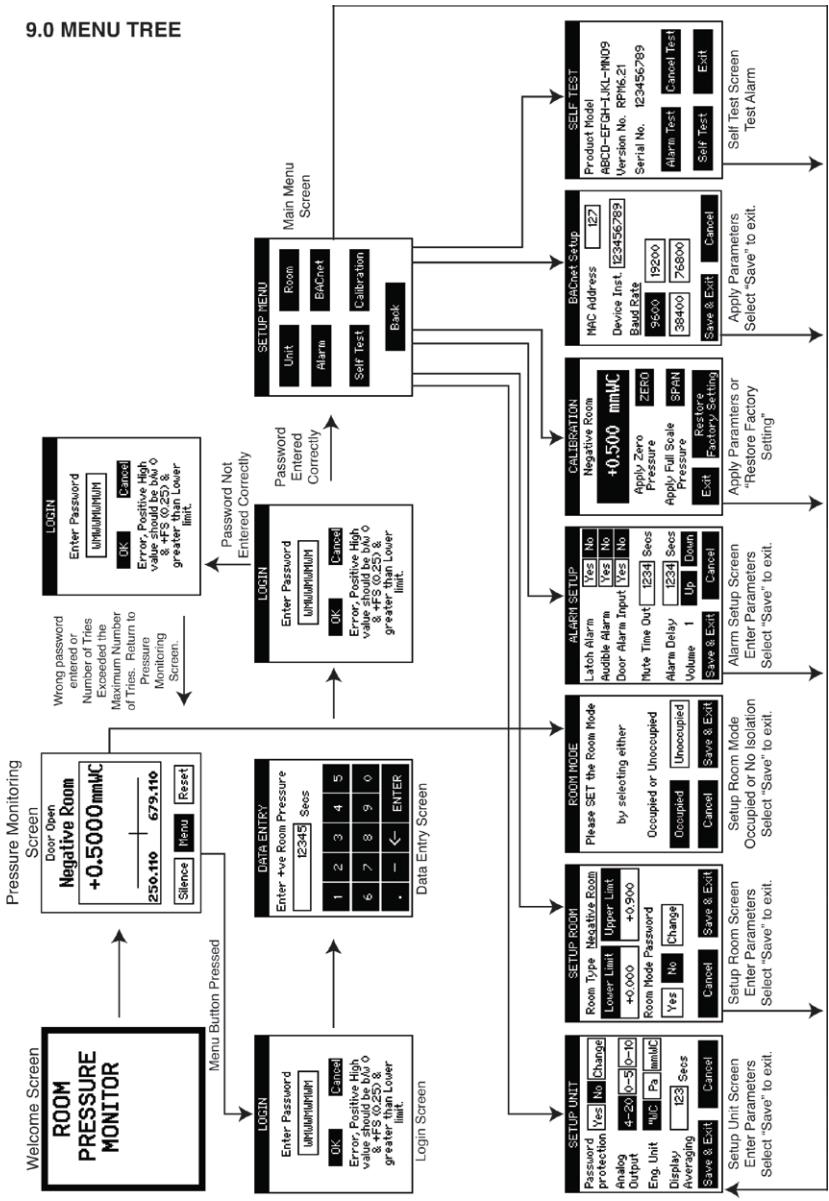 9.0 MENU TREE
Welcome Screen
ROOM
PRESSURE
MONITOR
Pressure Monitoring
Screen
Door Open
Negative Room
+0.5000mmWC
250.110 679.110
Silence Menu Reset
Menu Button Pressed
Wrong password
entered or
Number of Tries
Exceeded the
Maximum Number
of Tries. Return to
Pressure
Monitoring
Screen.
LOGIN
Enter Password
WMWWMWMWM
OK Cancel
Error, Positive High
value should be b/w 0
& +FS (0.25) &
greater than Lower
limit.
Password Not
Entered Correctly
LOGIN
Enter Password
WMWWMWMWM
OK Cancel
Error, Positive High
value should be b/w 0
& +FS (0.25) &
greater than Lower
limit.
Login Screen
DATA ENTRY
Enter +ve Room Pressure
12345 Secs
1 2 3 4 5
6 7 8 9 0
. - <- ENTER
Data Entry Screen
LOGIN
Enter Password
WMWWMWMWM
OK Cancel
Error, Positive High
value should be b/w 0
& +FS (0.25) &
greater than Lower
limit.
Password
Entered
Correctly
SETUP MENU
Unit Room
Alarm BACnet
Self Test Calibration
Back
Main Menu
Screen
SETUP UNIT
Password
protection Yes No Change
Analog
Output 4-20 0-5 0-10
Eng. Unit "WC Pa mmWC
Display
Averaging 123 Secs
Save & Exit Cancel
Setup Unit Screen
Enter Parameters
Select "Save" to exit.
SETUP ROOM
Room Type Negative Room
Lower Limit Upper Limt
+0.000 +0.900
Room Mode Password
Yes No Change
Cancel Save & Exit
Setup Room Screen
Enter Parameters
Select "Save" to exit.
ROOM MODE
Please SET the Room Mode
by selecting either
Occupied or Unoccupied
Occupied Unoccupied
Cancel Save & Exit
Setup Room Mode
Occupied or No Isolation
Select "Save" to exit.
ALARM SETUP
Latch Alarm Yes No
Audible Alarm Yes No
Door Alarm Input Yes No
Mute Time Out 1234 Secs
Alarm Delay 1234 Secs
Volume 1 Up Down
Save & Exit Cancel
Alarm Setup Screen
Enter Parameters
Select "Save" to exit.
CALIBRATION
Negative Room
+0.500 mmWC
Apply Zero
Pressure ZERO
Apply Full Scale
Pressure SPAN
Exit Restore
Factory Setting
Apply Paramters or
"Restore Factory
Setting"
BACnet Setup
MAC Address 127
Device Inst. 123456789
Baud Rate
9600 19200
38400 76800
Save & Exit Cancel
Apply Parameters
Select "Save" to exit.
SELF TEST
Product Model
ABCD-EFGH-IJKL-MNO9
Version No. RPM6.21
Serial No. 123456789
Alarm Test Cancel Test
Self Test Exit
Self Test Screen
Test Alarm